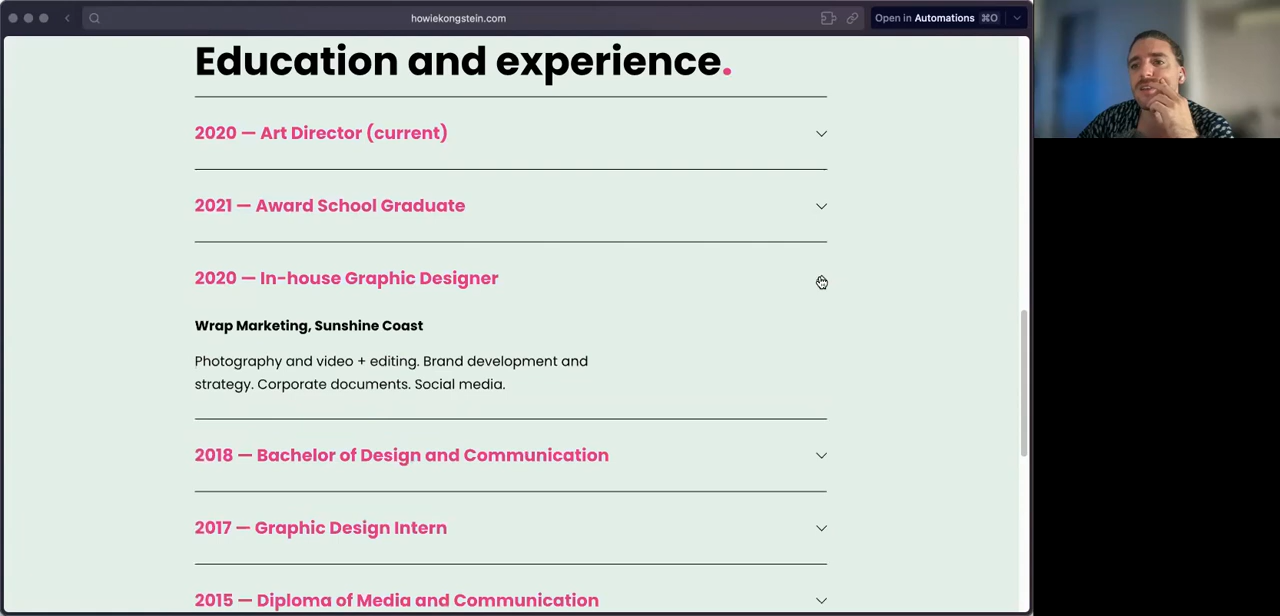 howiekongstein.com
Open in Automations ⌘O
Education and experience.
2020 — Art Director (current)
2021 — Award School Graduate
2020 — In-house Graphic Designer
Wrap Marketing, Sunshine Coast
Photography and video + editing. Brand development and
strategy. Corporate documents. Social media.
2018 — Bachelor of Design and Communication
2017 — Graphic Design Intern
2015 — Diploma of Media and Communication